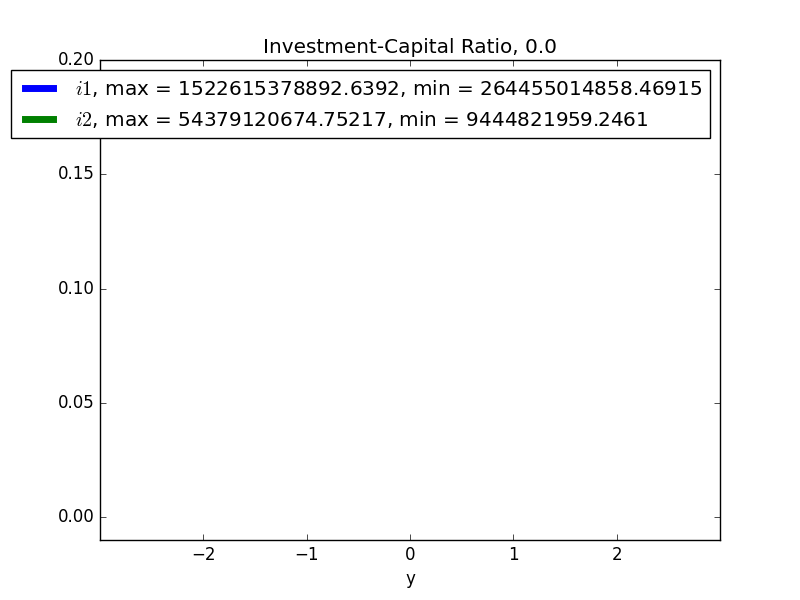 Investment-Capital Ratio, 0.0
0.20
i1, max = 1522615378892.6392, min = 264455014858.46915
i2, max = 54379120674.75217, min = 9444821959.2461
0.15
0.10
0.05
0.00
−2 −1 0 1 2
y